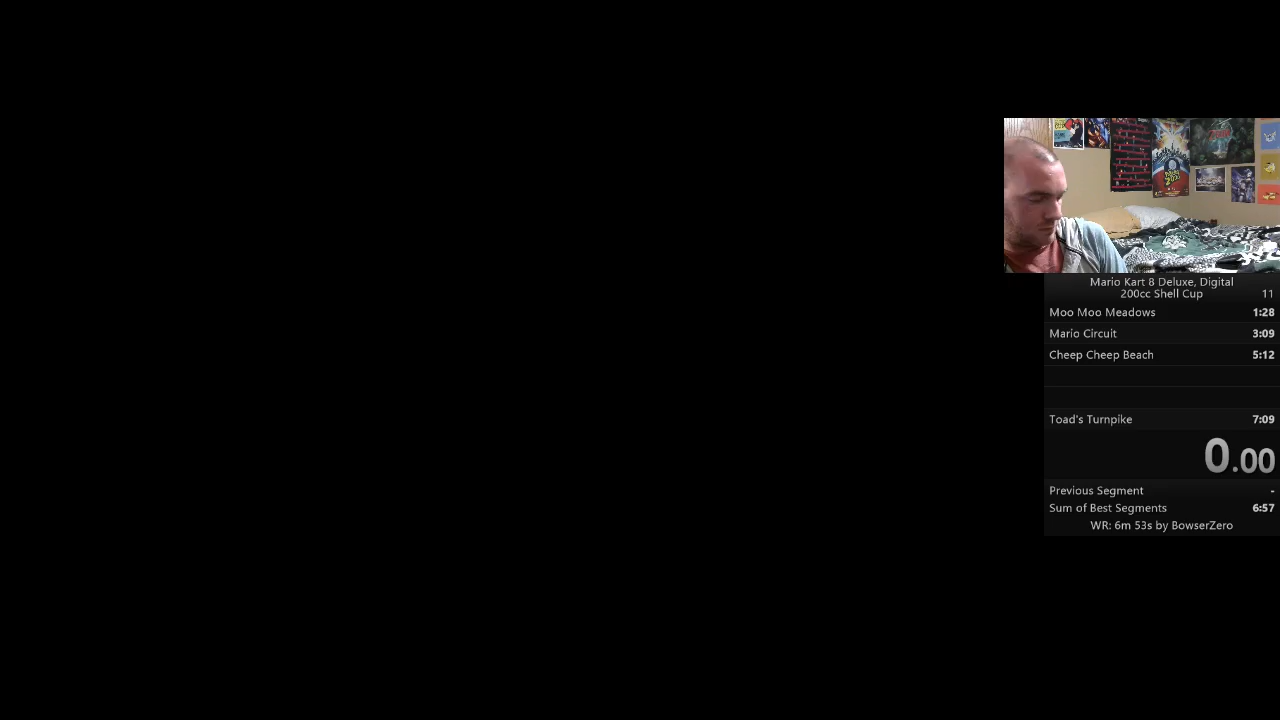 Mario Kart 8 Deluxe, Digital
200cc Shell Cup 11
Moo Moo Meadows 1:28
Mario Circuit 3:09
Cheep Cheep Beach 5:12
Toad's Turnpike 7:09
0.00
Previous Segment -
Sum of Best Segments 6:57
WR: 6m 53s by BowserZero